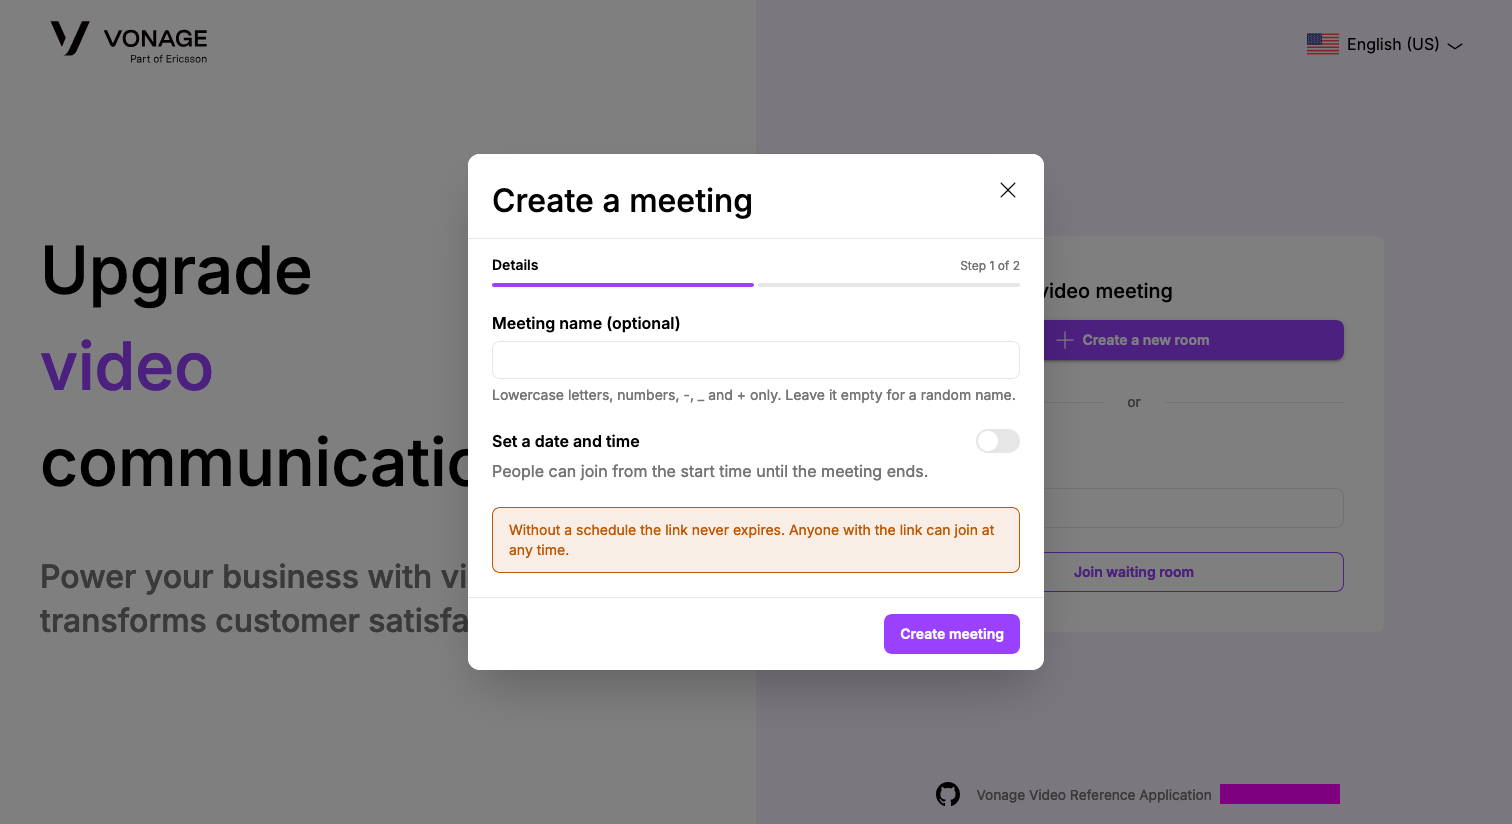 VONAGE
Part of Ericsson
English (US)
Upgrade
video
communicatio
Power your business with vi
transforms customer satisfa
Create a meeting
Details
Step 1 of 2
Meeting name (optional)
Lowercase letters, numbers, -, _ and + only. Leave it empty for a random name.
Set a date and time
People can join from the start time until the meeting ends.
Without a schedule the link never expires. Anyone with the link can join at
any time.
Create meeting
video meeting
Create a new room
or
Join waiting room
Vonage Video Reference Application